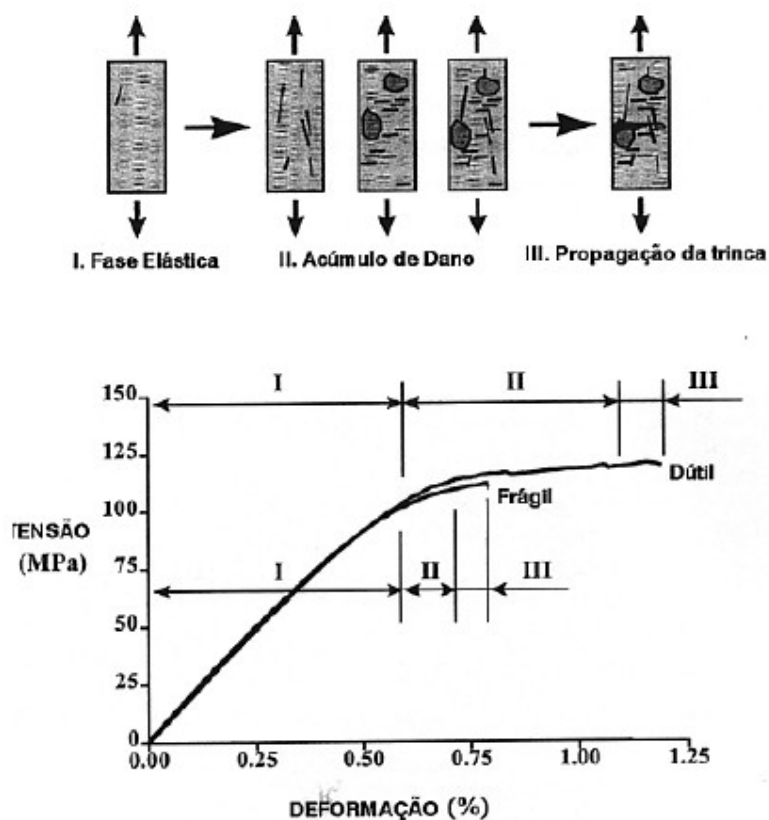 I. Fase Elástica
II. Acúmulo de Dano
III. Propagação da trinca
150
I
II
III
125
Dútil
100
Frágil
TENSÃO
(MPa)
75
I
II
III
50
25
0
0.00
0.25
0.50
0.75
1.00
1.25
DEFORMAÇÃO (%)